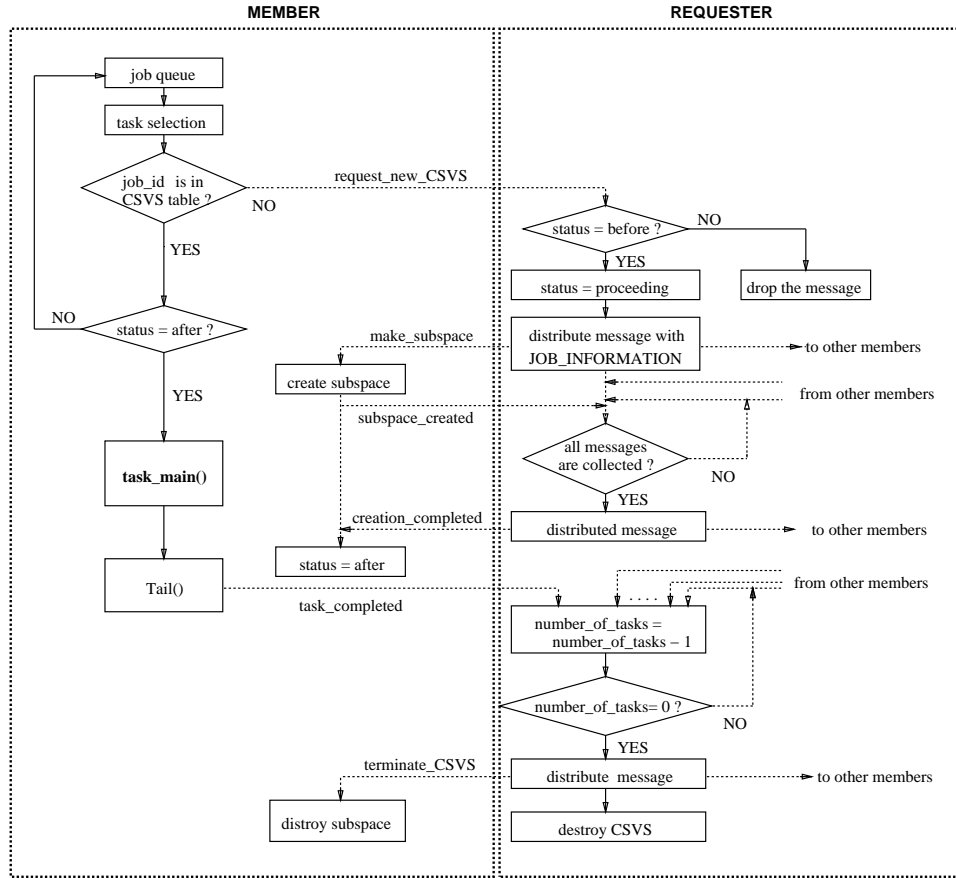 MEMBER
REQUESTER
job queue
task selection
job_id is in
CSVS table ?
NO
request_new_CSVS
status = before ?
NO
YES
YES
status = proceeding
drop the message
NO
status = after ?
make_subspace
distribute message with
JOB_INFORMATION
to other members
create subspace
YES
from other members
subspace_created
all messages
are collected ?
NO
task_main()
YES
creation_completed
distributed message
to other members
status = after
Tail()
from other members
. . . .
task_completed
number_of_tasks =
number_of_tasks – 1
number_of_tasks= 0 ?
NO
YES
terminate_CSVS
distribute message
to other members
distroy subspace
destroy CSVS